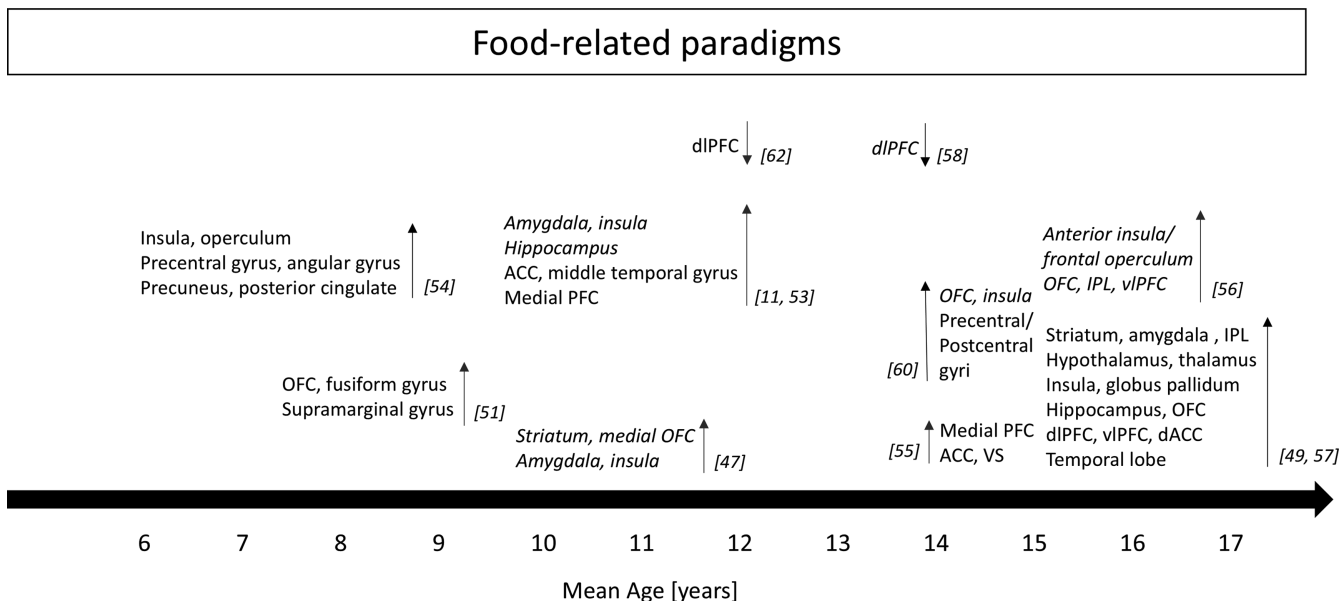 Food-related paradigms
dlPFC
[62]
dlPFC
[58]
Insula, operculum
Precentral gyrus, angular gyrus
Precuneus, posterior cingulate
[54]
Amygdala, insula
Hippocampus
ACC, middle temporal gyrus
Medial PFC
[11, 53]
Anterior insula/
frontal operculum
OFC, IPL, vlPFC
[56]
OFC, insula
Precentral/
Postcentral
gyri
[60]
Striatum, amygdala , IPL
Hypothalamus, thalamus
Insula, globus pallidum
Hippocampus, OFC
dlPFC, vlPFC, dACC
Temporal lobe
[49, 57]
OFC, fusiform gyrus
Supramarginal gyrus
[51]
Striatum, medial OFC
Amygdala, insula
[47]
Medial PFC
ACC, VS
[55]
6 7 8 9 10 11 12 13 14 15 16 17
Mean Age [years]